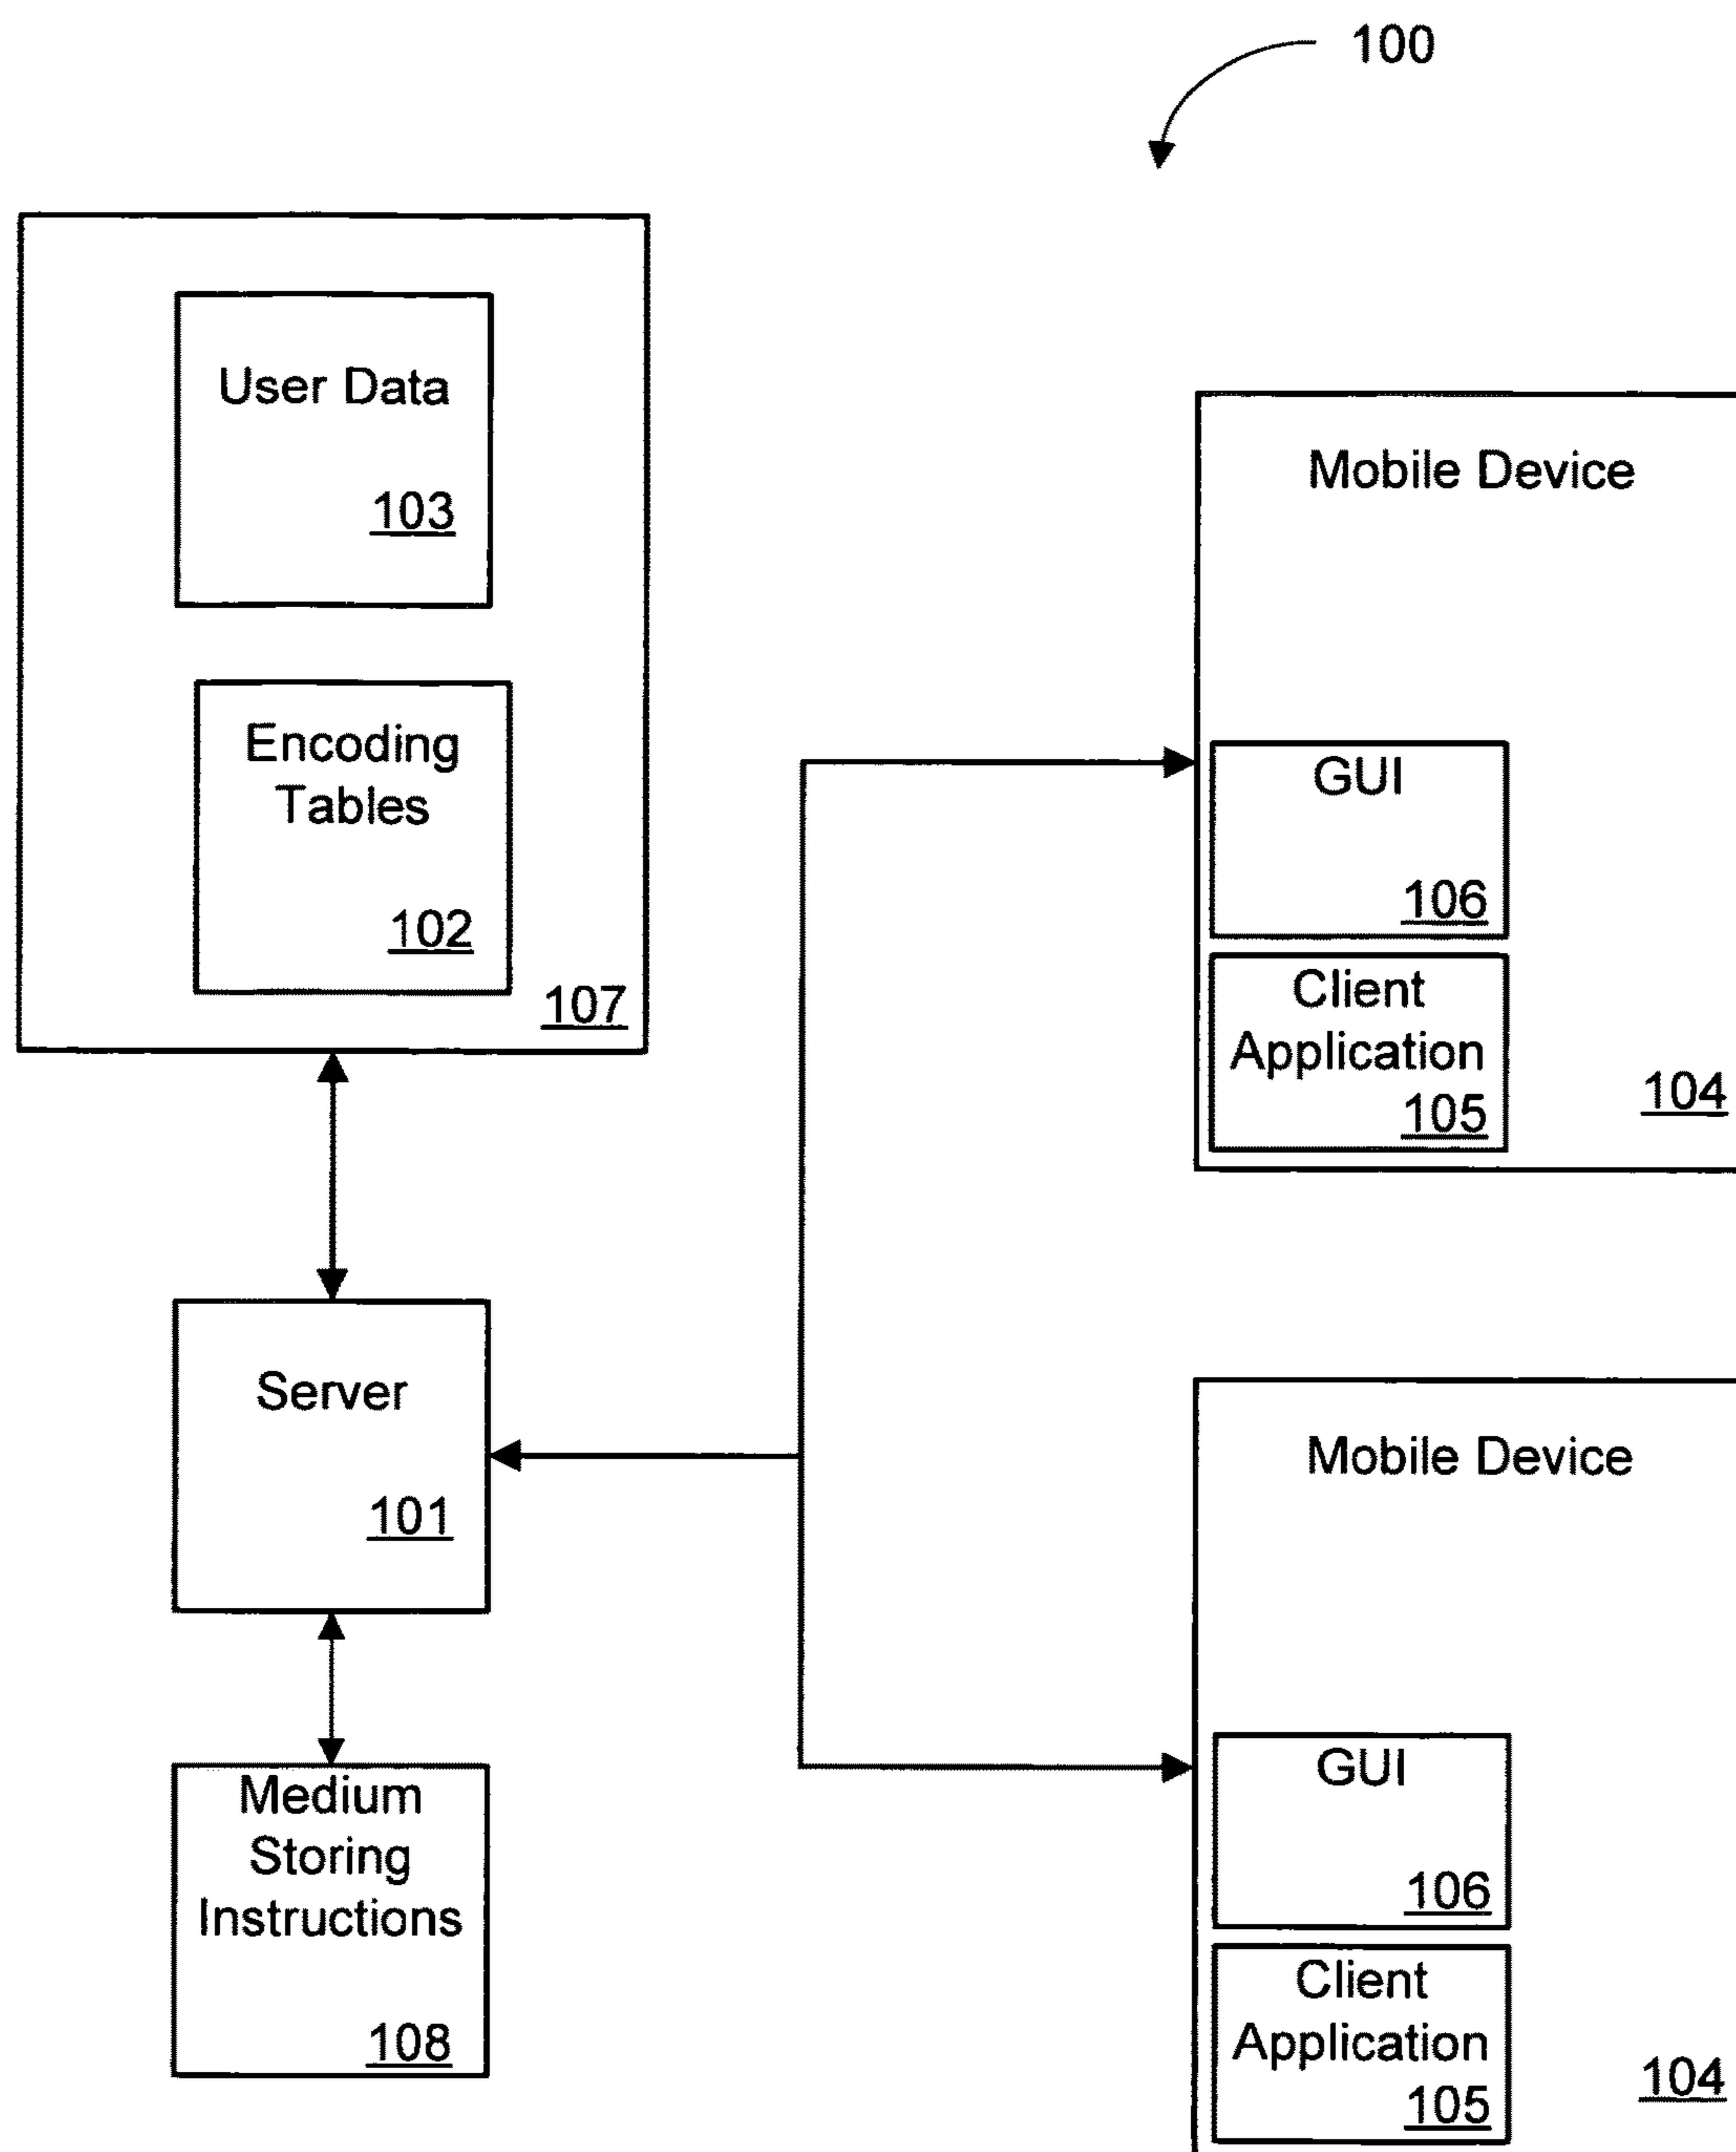 100
User Data
103
Encoding
Tables
102
107
Server
101
Medium
Storing
Instructions
108
Mobile Device
GUI
106
Client
Application
105
104
Mobile Device
GUI
106
Client
Application
105
104